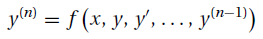 y⁽ⁿ⁾ = f(x, y, y′, . . . , y⁽ⁿ⁻¹⁾)